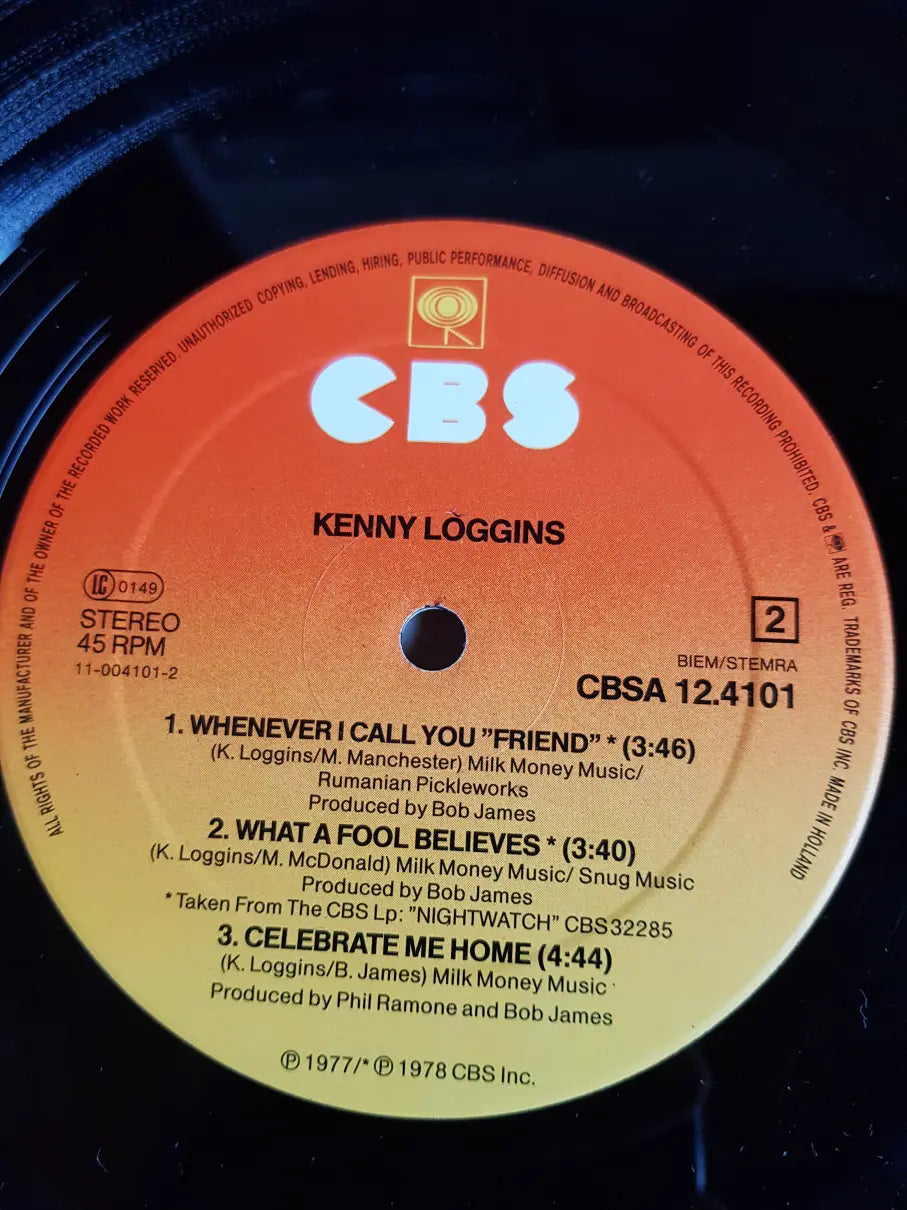 ALL RIGHTS OF THE MANUFACTURER AND OF THE OWNER OF THE RECORDED WORK RESERVED. UNAUTHORIZED COPYING, LENDING, HIRING, PUBLIC PERFORMANCE, DIFFUSION AND BROADCASTING OF THIS RECORDING PROHIBITED. CBS & ARE REG. TRADEMARKS OF CBS INC. MADE IN HOLLAND
CBS
KENNY LOGGINS
LC 0149
STEREO
45 RPM
11-004101-2
2
BIEM/STEMRA
CBSA 12.4101
1. WHENEVER I CALL YOU "FRIEND" * (3:46)
(K. Loggins/M. Manchester) Milk Money Music/
Rumanian Pickleworks
Produced by Bob James
2. WHAT A FOOL BELIEVES * (3:40)
(K. Loggins/M. McDonald) Milk Money Music/ Snug Music
Produced by Bob James
* Taken From The CBS Lp: "NIGHTWATCH" CBS 32285
3. CELEBRATE ME HOME (4:44)
(K. Loggins/B. James) Milk Money Music
Produced by Phil Ramone and Bob James
℗ 1977/* ℗ 1978 CBS Inc.